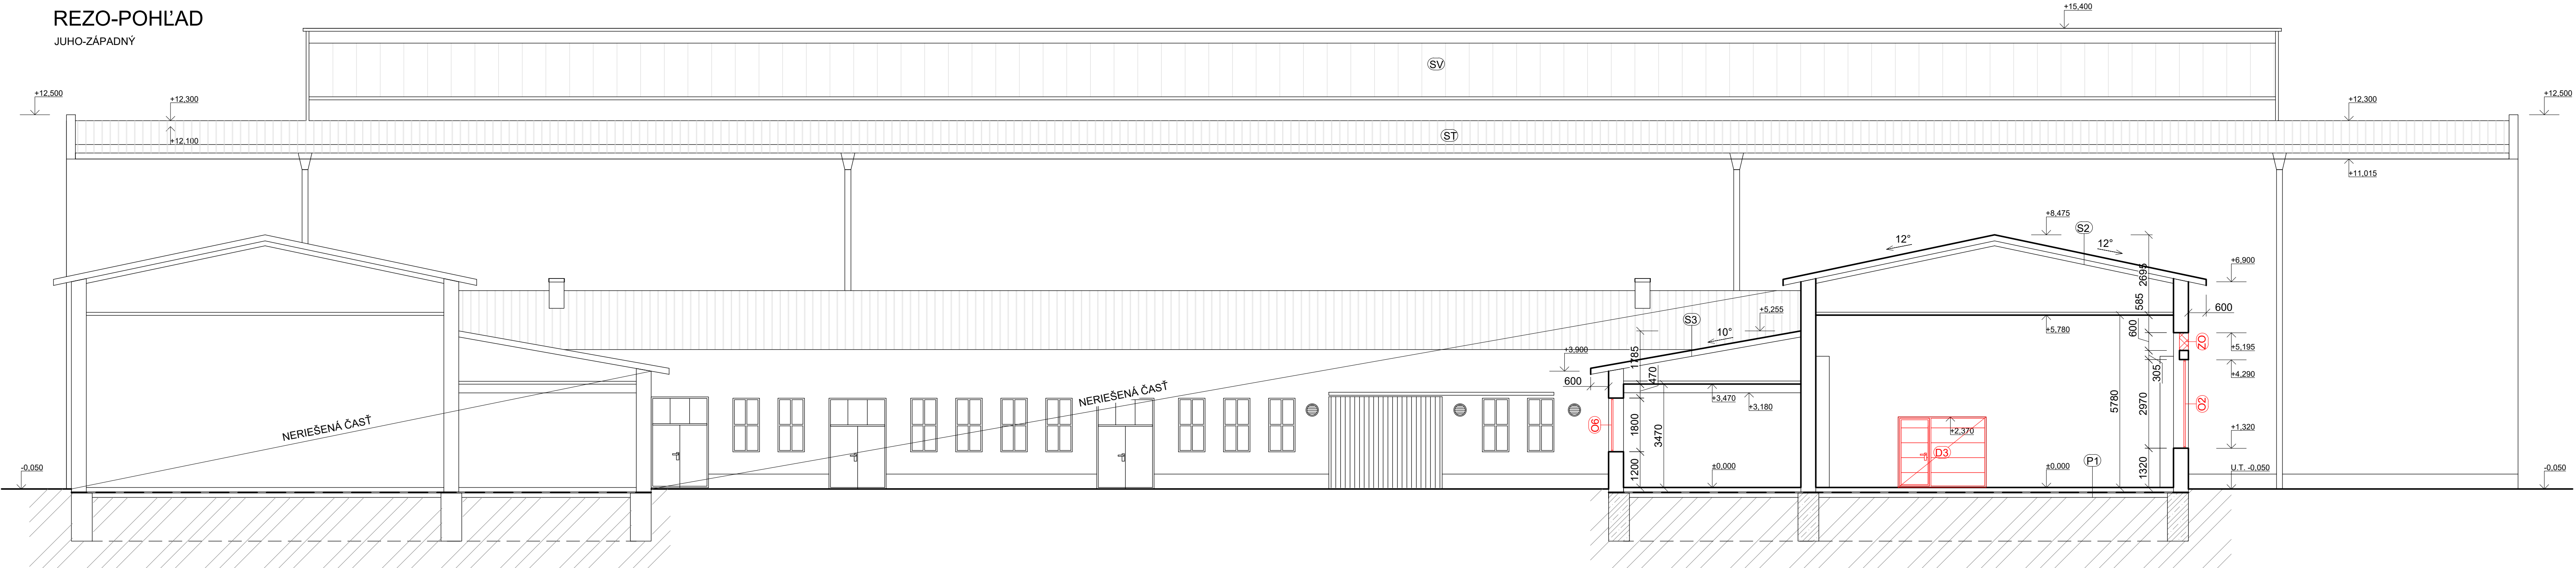 REZO-POHĽAD
JUHO-ZÁPADNÝ
+15,400
SV
+12,500
+12,300
+12,100
ST
+12,300
+12,500
+11,015
+8,475
S2
12°
12°
2695
+6,900
585
600
600
+5,255
S3
10°
+5,780
ZO
+5,195
+3,900
1785
470
600
+4,290
305
+3,470
+3,180
NERIEŠENÁ ČASŤ
NERIEŠENÁ ČASŤ
O6
1800
3470
5780
2970
O2
+2,370
D3
+1,320
-0,050
1200
±0,000
±0,000
P1
1320
U.T. -0,050
-0,050